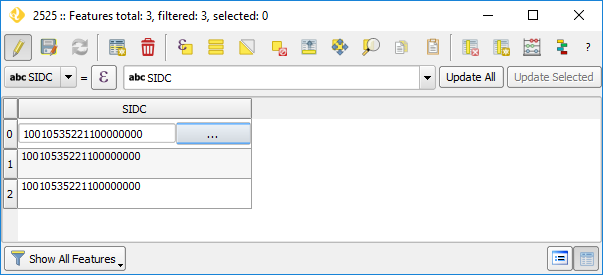 2525 :: Features total: 3, filtered: 3, selected: 0
abc SIDC = ε abc SIDC Update All Update Selected
SIDC
0 10010535221100000000 ...
1 10010535221100000000
2 10010535221100000000
Show All Features